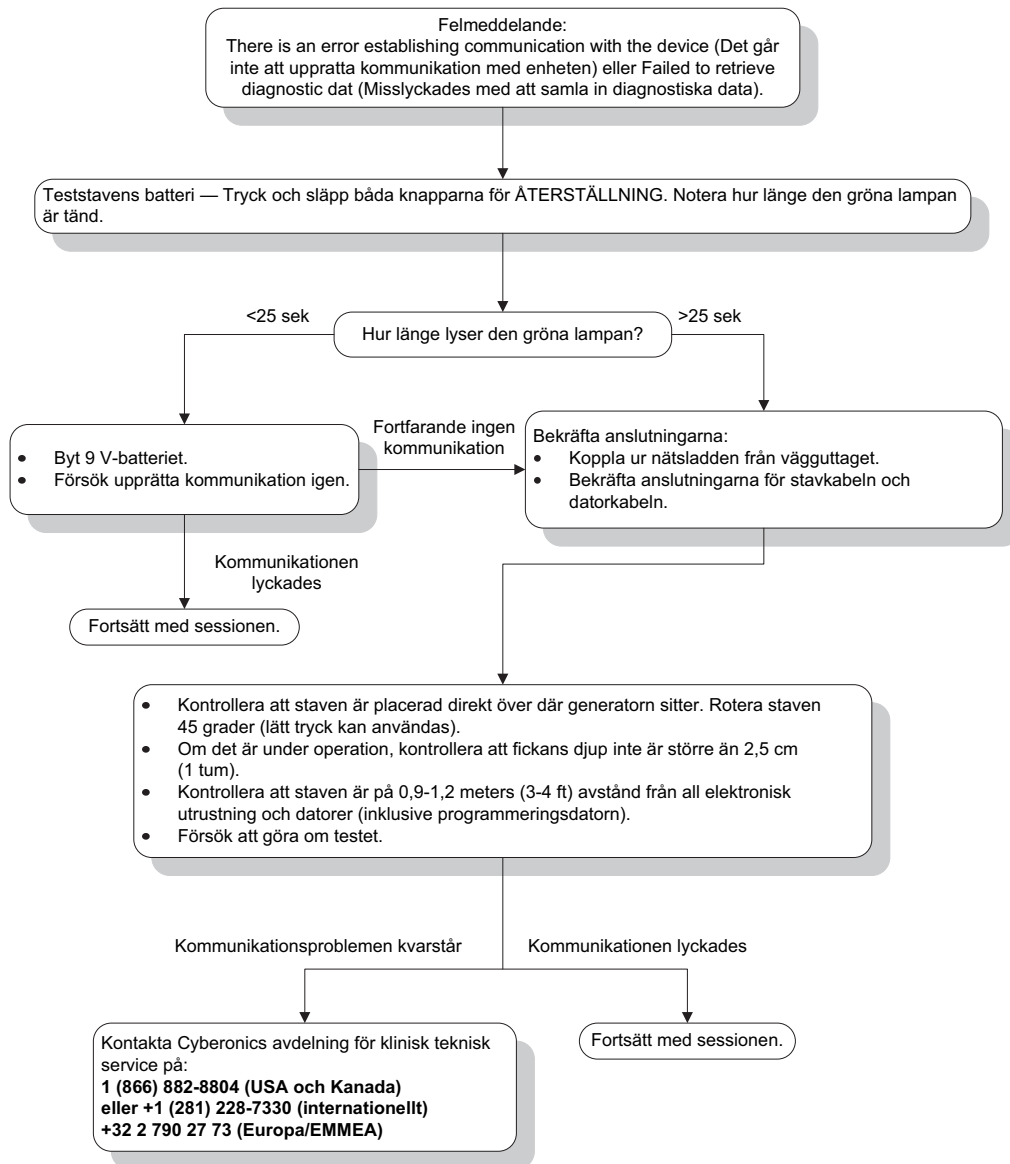 Felmeddelande:
There is an error establishing communication with the device (Det går
inte att uppratta kommunikation med enheten) eller Failed to retrieve
diagnostic dat (Misslyckades med att samla in diagnostiska data).
Teststavens batteri — Tryck och släpp båda knapparna för ÅTERSTÄLLNING. Notera hur länge den gröna lampan
är tänd.
<25 sek
Hur länge lyser den gröna lampan?
>25 sek
• Byt 9 V-batteriet.
• Försök upprätta kommunikation igen.
Fortfarande ingen
kommunikation
Bekräfta anslutningarna:
• Koppla ur nätsladden från vägguttaget.
• Bekräfta anslutningarna för stavkabeln och
datorkabeln.
Kommunikationen
lyckades
Fortsätt med sessionen.
• Kontrollera att staven är placerad direkt över där generatorn sitter. Rotera staven
45 grader (lätt tryck kan användas).
• Om det är under operation, kontrollera att fickans djup inte är större än 2,5 cm
(1 tum).
• Kontrollera att staven är på 0,9-1,2 meters (3-4 ft) avstånd från all elektronisk
utrustning och datorer (inklusive programmeringsdatorn).
• Försök att göra om testet.
Kommunikationsproblemen kvarstår
Kommunikationen lyckades
Kontakta Cyberonics avdelning för klinisk teknisk
service på:
1 (866) 882-8804 (USA och Kanada)
eller +1 (281) 228-7330 (internationellt)
+32 2 790 27 73 (Europa/EMMEA)
Fortsätt med sessionen.